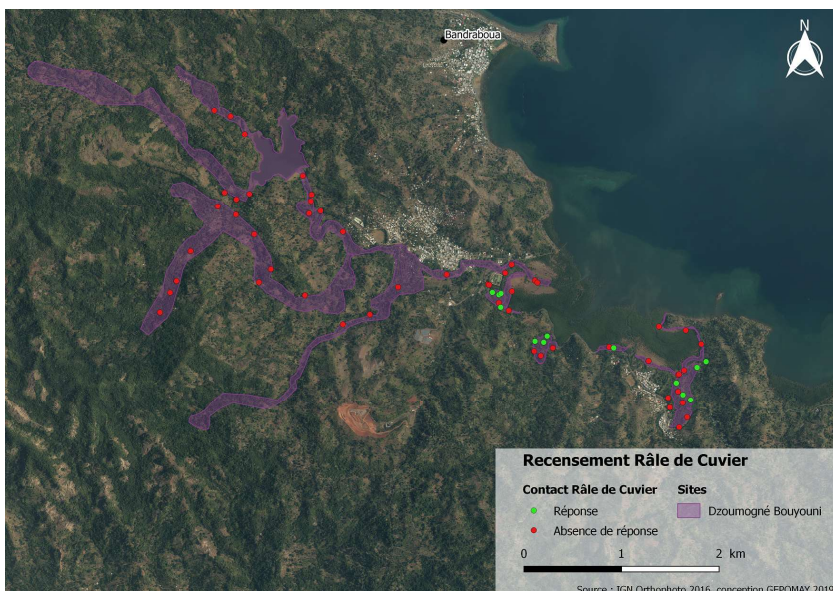 Bandraboua
N
Recensement Râle de Cuvier
Contact Râle de Cuvier Sites
Réponse Dzoumogné Bouyouni
Absence de réponse
0 1 2 km
Source : IGN Orthophoto 2016, conception GEPOMAY 2019